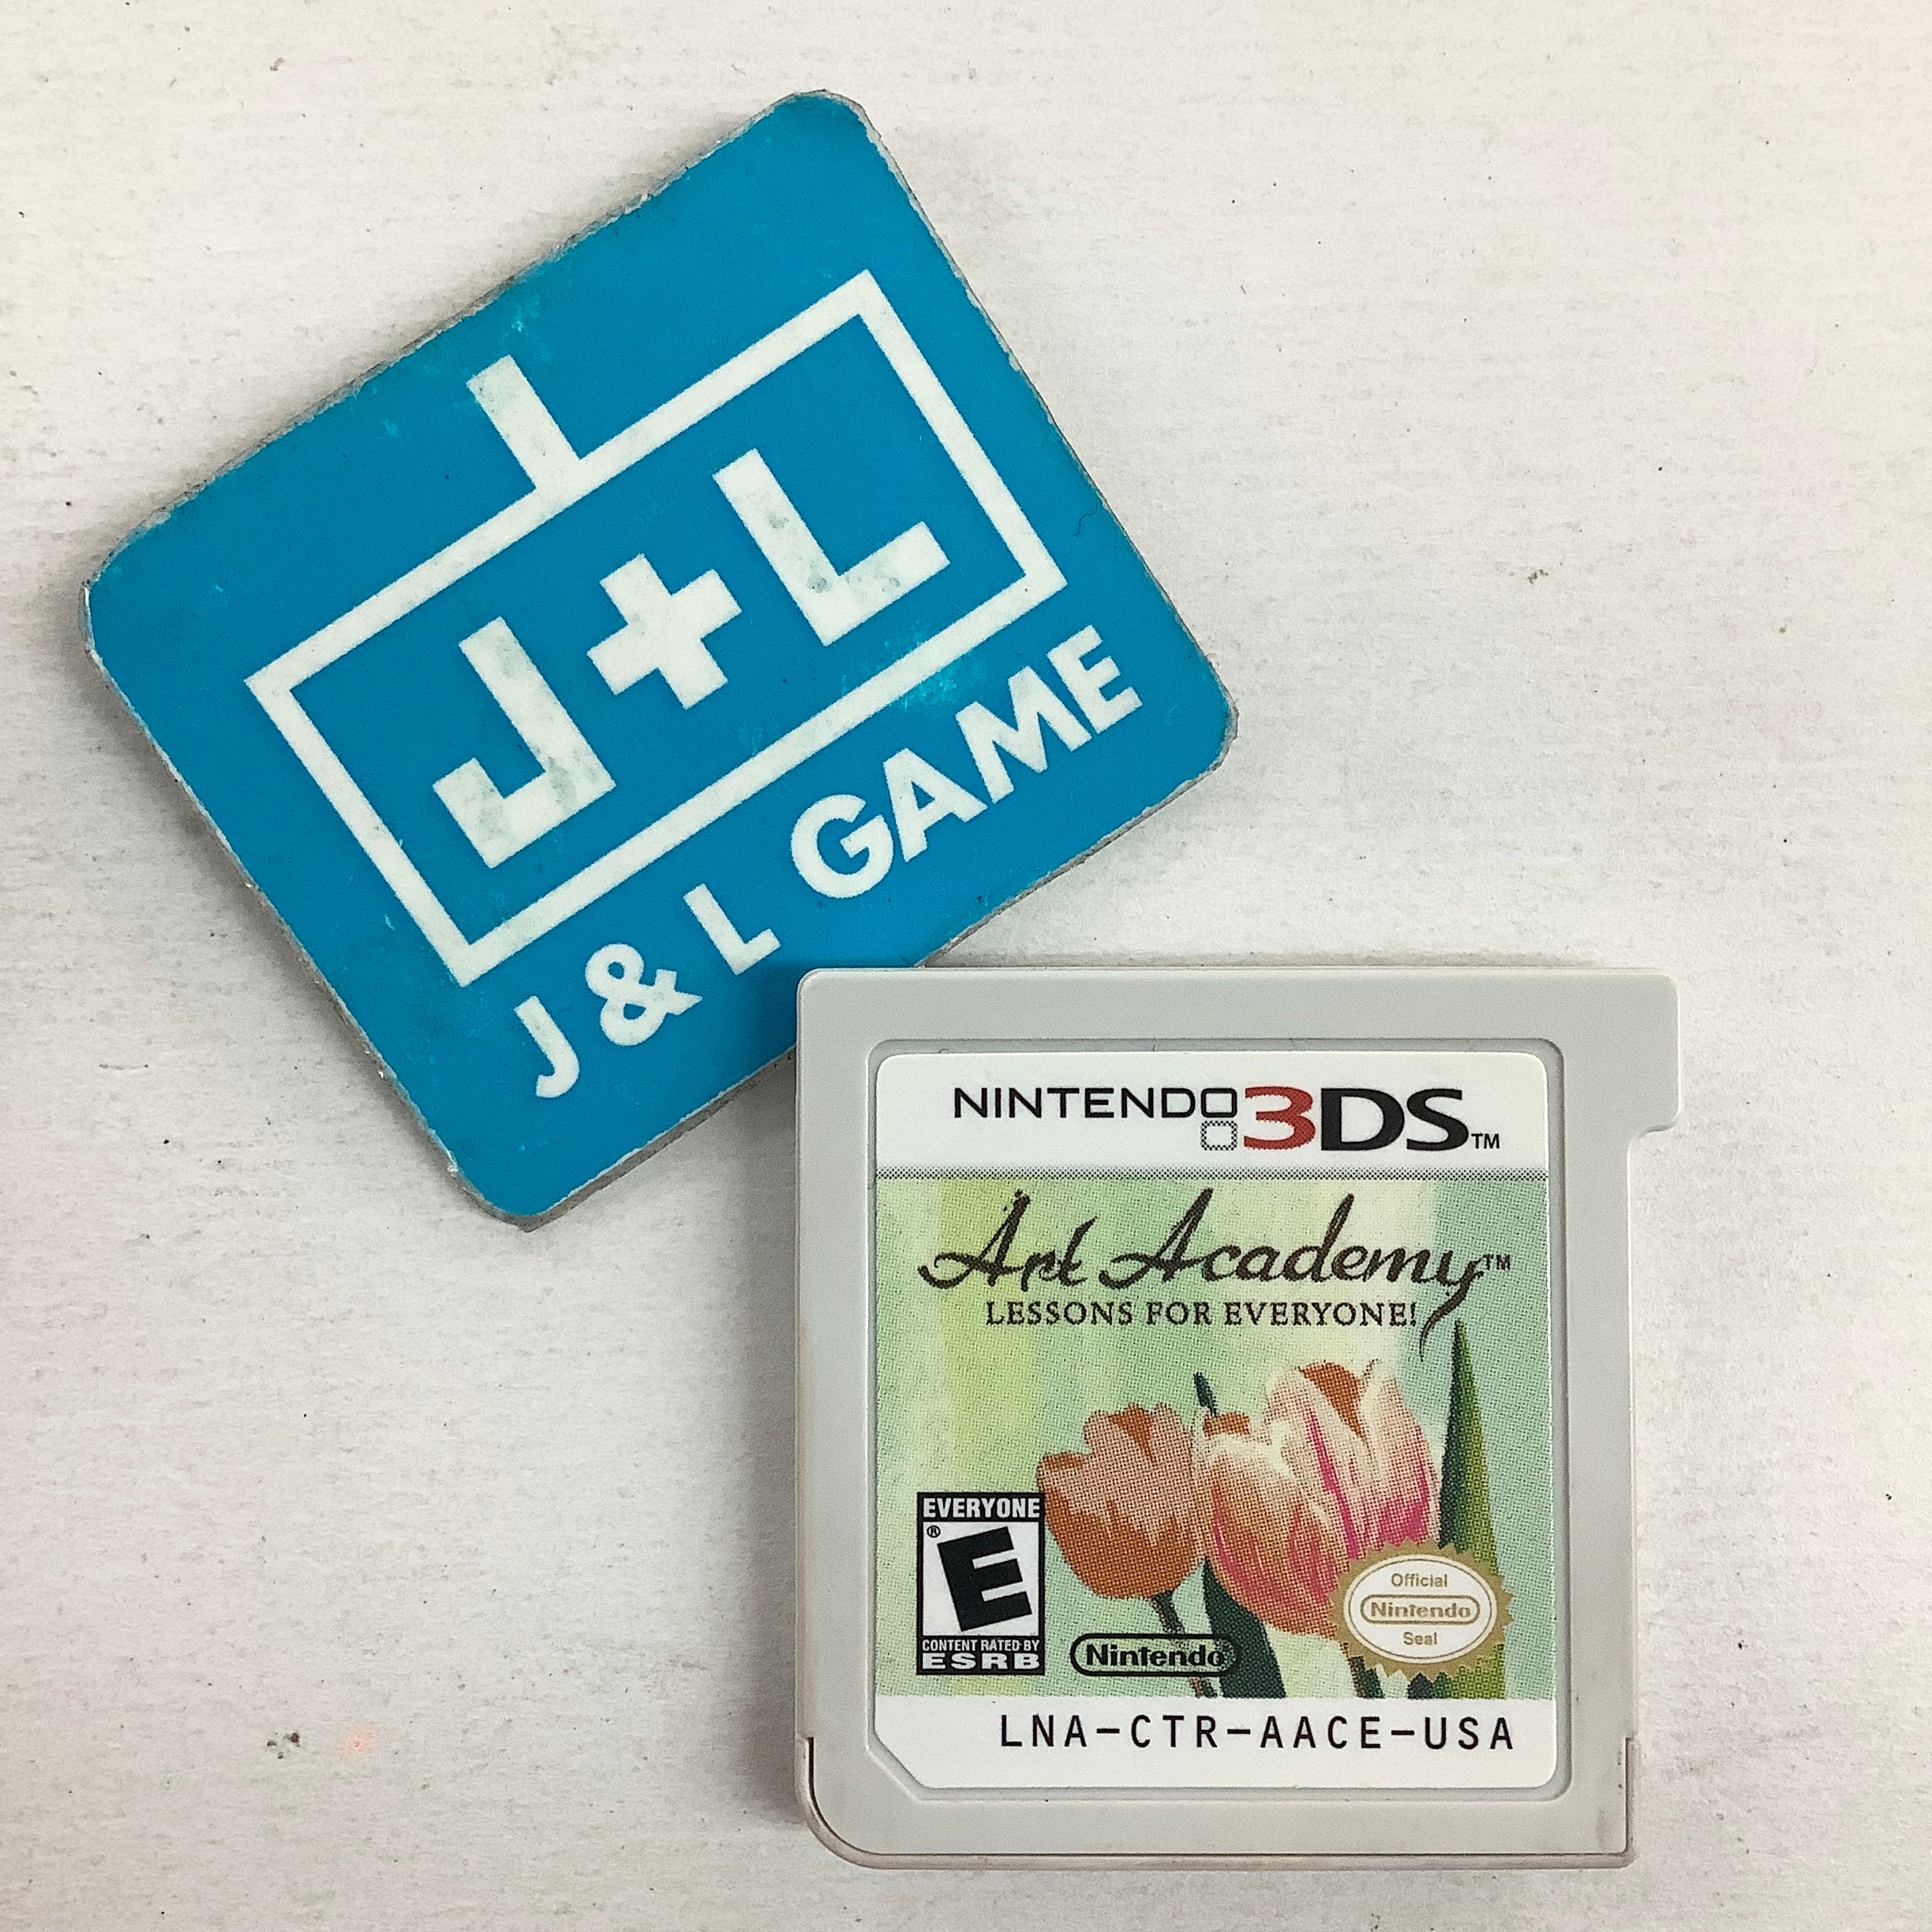 J+L
J & L GAME
NINTENDO 3DS™
Art Academy™
LESSONS FOR EVERYONE!
EVERYONE
E®
CONTENT RATED BY
ESRB
Nintendo
Official
Nintendo
Seal
LNA-CTR-AACE-USA